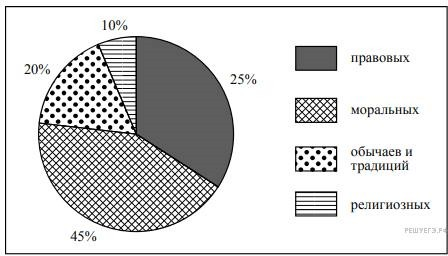 10%
20%
25%
45%
правовых
моральных
обычаев и
традиций
религиозных
РЕШУЕГЭ.РФ